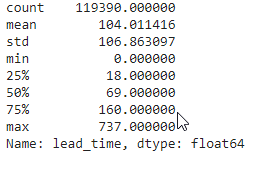 count    119390.000000
mean        104.011416
std         106.863097
min           0.000000
25%          18.000000
50%          69.000000
75%         160.000000
max         737.000000
Name: lead_time, dtype: float64